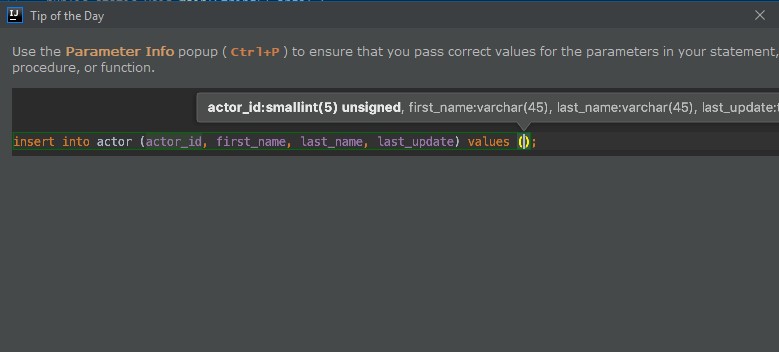 IJ
Tip of the Day
Use the Parameter Info popup ( Ctrl+P ) to ensure that you pass correct values for the parameters in your statement,
procedure, or function.
actor_id:smallint(5) unsigned, first_name:varchar(45), last_name:varchar(45), last_update:t
insert into actor (actor_id, first_name, last_name, last_update) values ();